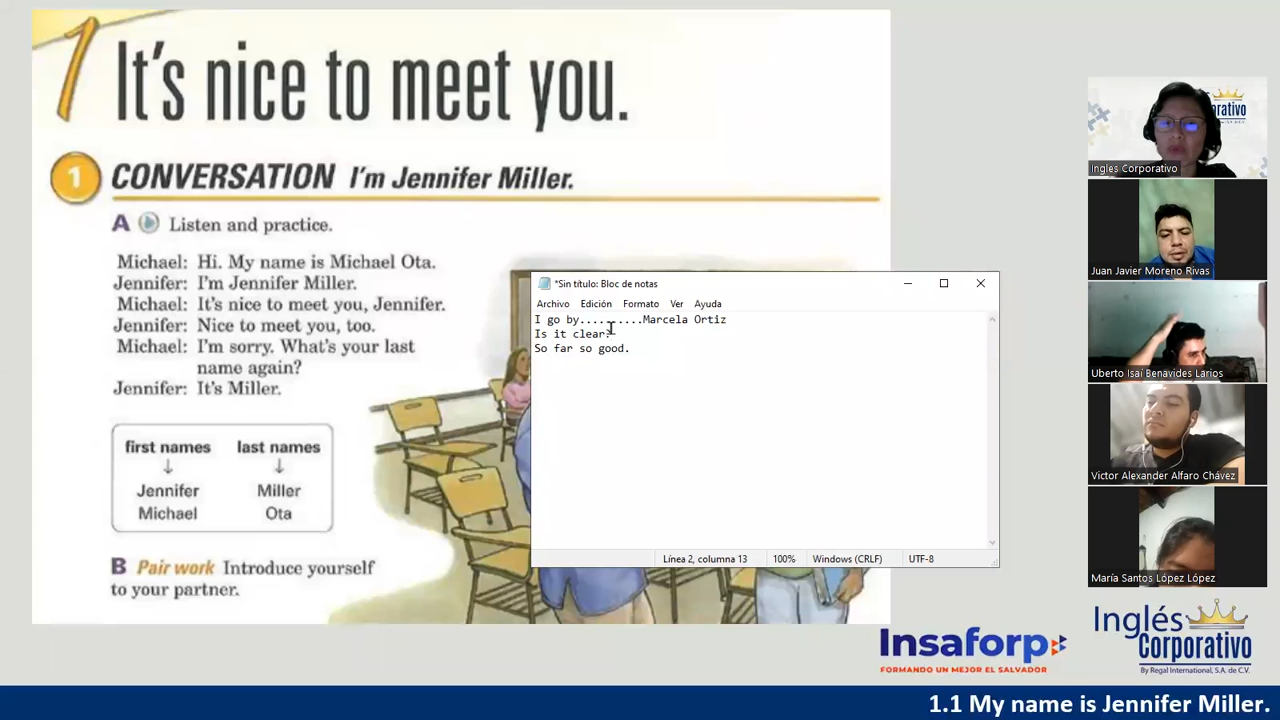 1 It's nice to meet you.
1 CONVERSATION I'm Jennifer Miller.
A Listen and practice.
Michael: Hi. My name is Michael Ota.
Jennifer: I'm Jennifer Miller.
Michael: It's nice to meet you, Jennifer.
Jennifer: Nice to meet you, too.
Michael: I'm sorry. What's your last
name again?
Jennifer: It's Miller.
first names last names
Jennifer Miller
Michael Ota
B Pair work Introduce yourself
to your partner.
*Sin título: Bloc de notas
Archivo Edición Formato Ver Ayuda
I go by..........Marcela Ortiz
Is it clear?
So far so good.
Línea 2, columna 13 100% Windows (CRLF) UTF-8
orativo
Inglés Corporativo
Juan Javier Moreno Rivas
Uberto Isaí Benavides Larios
Victor Alexander Alfaro Chávez
María Santos López López
Insaforp
FORMANDO UN MEJOR EL SALVADOR
Inglés
Corporativo
By Regal International, S.A. de C.V.
1.1 My name is Jennifer Miller.